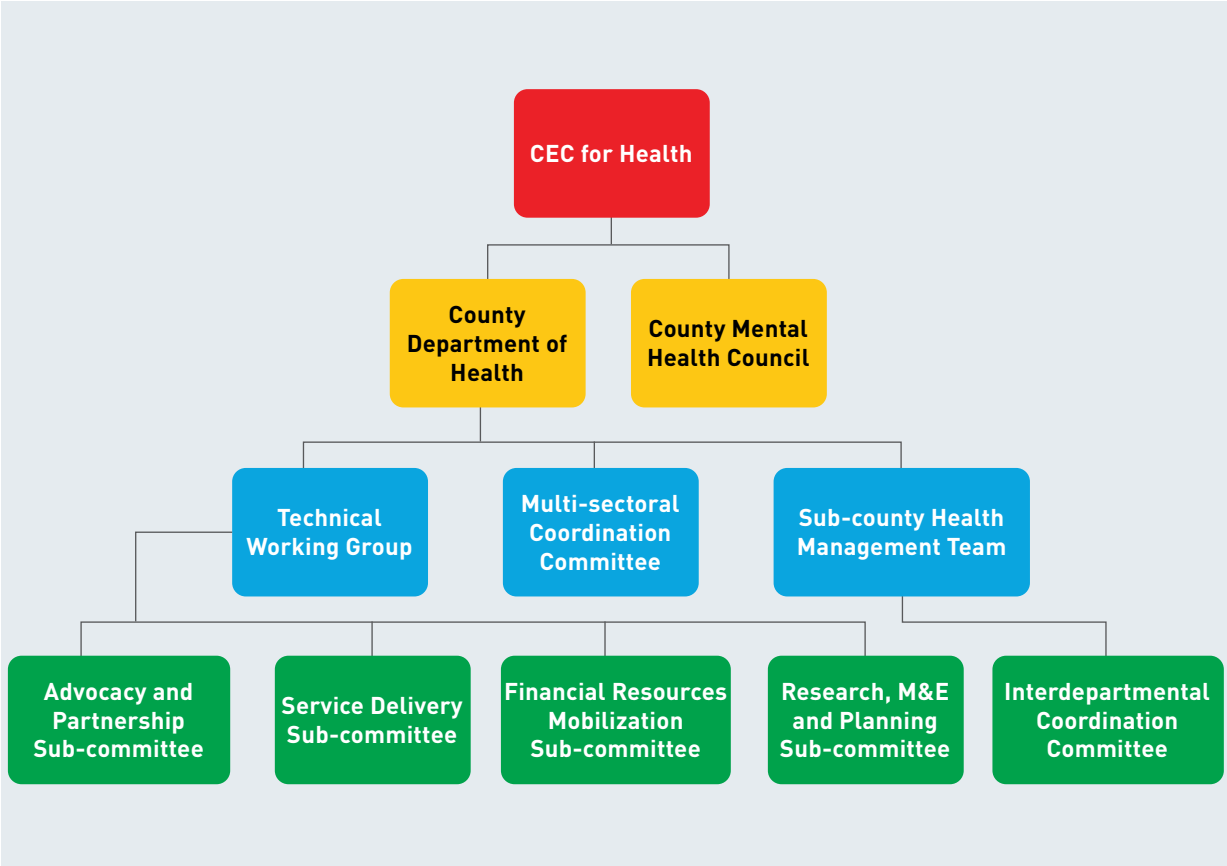 CEC for Health
County
Department of
Health
County Mental
Health Council
Technical
Working Group
Multi-sectoral
Coordination
Committee
Sub-county Health
Management Team
Advocacy and
Partnership
Sub-committee
Service Delivery
Sub-committee
Financial Resources
Mobilization
Sub-committee
Research, M&E
and Planning
Sub-committee
Interdepartmental
Coordination
Committee